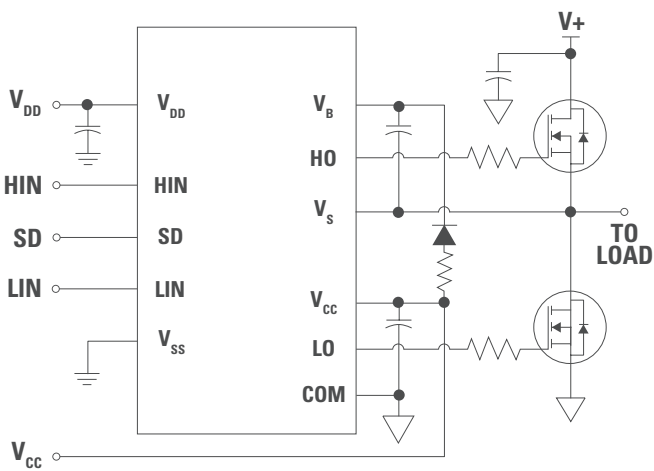 V+
V_DD
V_DD
V_B
HO
HIN
HIN
V_S
SD
SD
TO
LOAD
LIN
LIN
V_CC
V_SS
LO
COM
V_CC